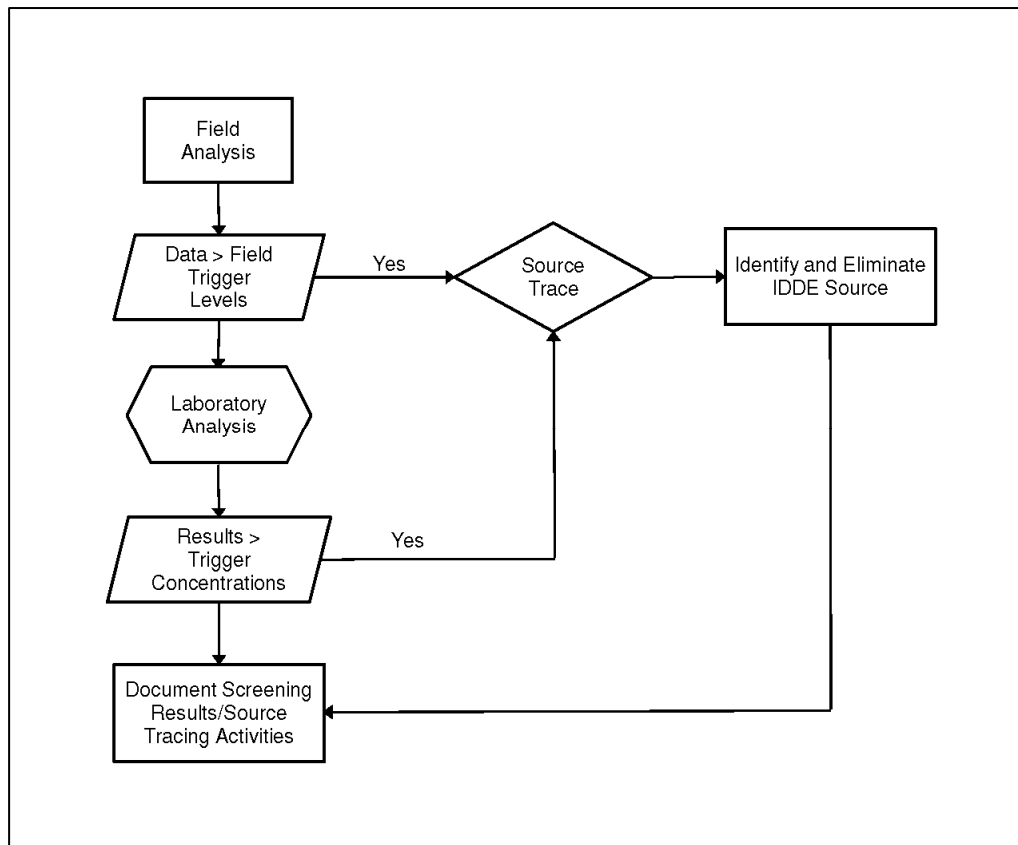 Field
Analysis
Data > Field
Trigger
Levels
Yes
Source
Trace
Identify and Eliminate
IDDE Source
Laboratory
Analysis
Results >
Trigger
Concentrations
Yes
Document Screening
Results/Source
Tracing Activities